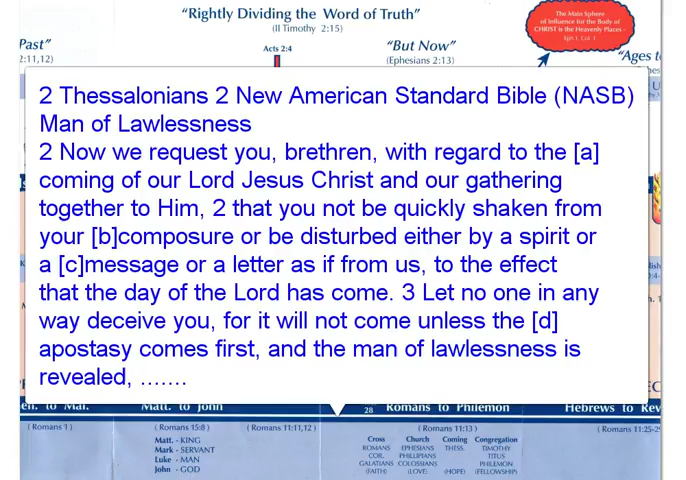 "Rightly Dividing the Word of Truth"
(II Timothy 2:15)
The Main Sphere
of Influence for the Body of
CHRIST is the Heavenly Places -
Past"
2:11,12)
Acts 2:4
"But Now"
(Ephesians 2:13)
"Ages t
2 Thessalonians 2 New American Standard Bible (NASB)
Man of Lawlessness
2 Now we request you, brethren, with regard to the [a]
coming of our Lord Jesus Christ and our gathering
together to Him, 2 that you not be quickly shaken from
your [b]composure or be disturbed either by a spirit or
a [c]message or a letter as if from us, to the effect
that the day of the Lord has come. 3 Let no one in any
way deceive you, for it will not come unless the [d]
apostasy comes first, and the man of lawlessness is
revealed, .......
en. to Mal.
Matt. to John
28 Romans to Philemon
Hebrews to Rev
(Romans 1)
(Romans 15:8)
(Romans 11:11,12)
(Romans 11:13)
(Romans 11:25-2
Matt. - KING
Mark - SERVANT
Luke - MAN
John - GOD
Cross Church Coming Congregation
ROMANS EPHESIANS THESS. TIMOTHY
COR. PHILLIPIANS TITUS
GALATIANS COLOSSIANS PHILEMON
(FAITH) (LOVE) (HOPE) (FELLOWSHIP)